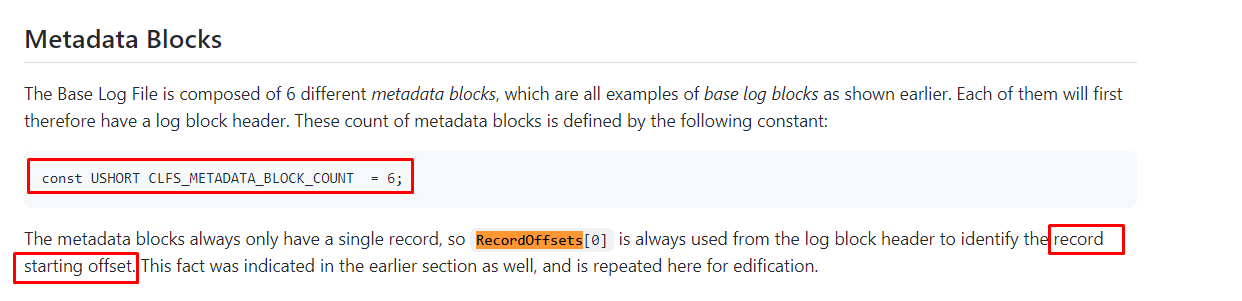 Metadata Blocks
The Base Log File is composed of 6 different metadata blocks, which are all examples of base log blocks as shown earlier. Each of them will first
therefore have a log block header. These count of metadata blocks is defined by the following constant:
const USHORT CLFS_METADATA_BLOCK_COUNT  = 6;
The metadata blocks always only have a single record, so RecordOffsets[0] is always used from the log block header to identify the record
starting offset. This fact was indicated in the earlier section as well, and is repeated here for edification.